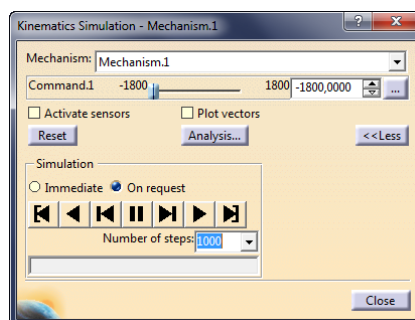 Kinematics Simulation - Mechanism.1
Mechanism: Mechanism.1
Command.1 -1800 1800 -1800,0000 ...
Activate sensors Plot vectors
Reset Analysis... <<Less
Simulation
Immediate On request
Number of steps: 1000
Close